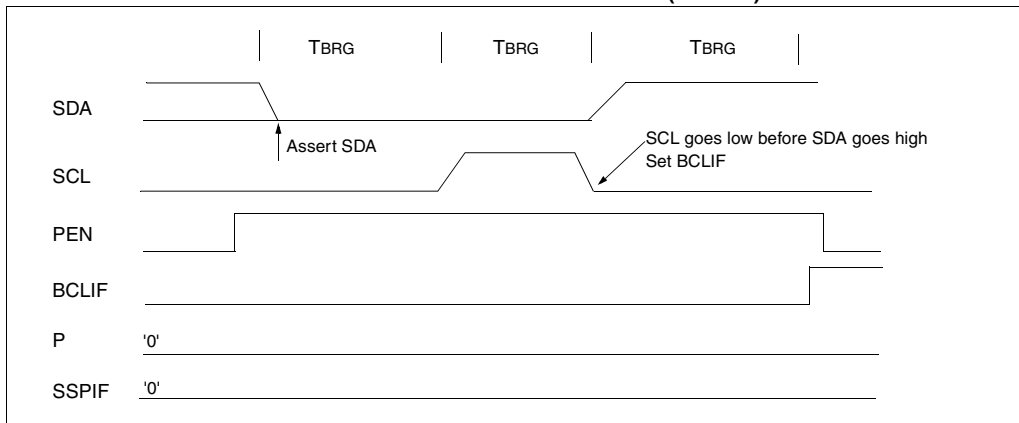 TBRG TBRG TBRG
SDA
Assert SDA
SCL goes low before SDA goes high
Set BCLIF
SCL
PEN
BCLIF
P '0'
SSPIF '0'